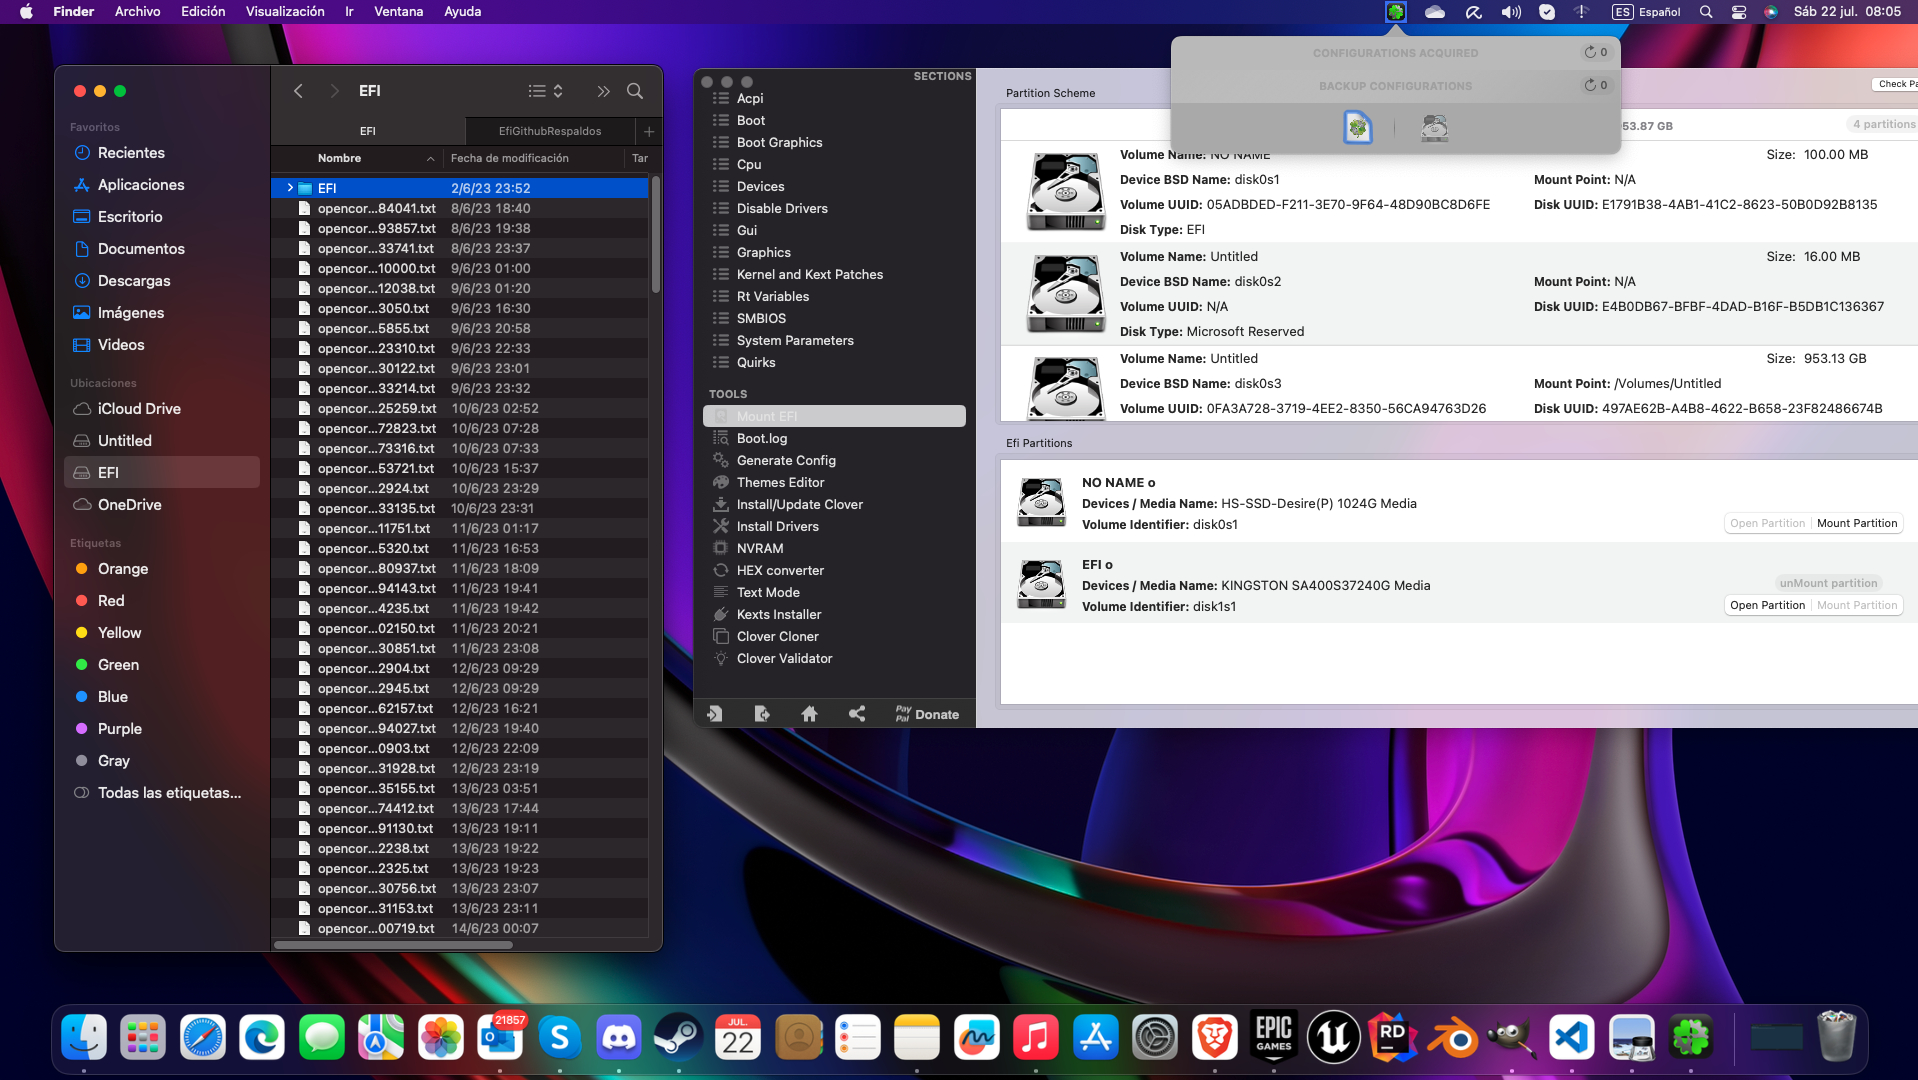 Finder Archivo Edición Visualización Ir Ventana Ayuda
ES Español Sáb 22 jul. 08:05
EFI
EFI EfiGithubRespaldos
Nombre Fecha de modificación Tar
Favoritos
Recientes
Aplicaciones
Escritorio
Documentos
Descargas
Imágenes
Videos
Ubicaciones
iCloud Drive
Untitled
EFI
OneDrive
Etiquetas
Orange
Red
Yellow
Green
Blue
Purple
Gray
Todas las etiquetas...
EFI 2/6/23 23:52
opencor...84041.txt 8/6/23 18:40
opencor...93857.txt 8/6/23 19:38
opencor...33741.txt 8/6/23 23:37
opencor...10000.txt 9/6/23 01:00
opencor...12038.txt 9/6/23 01:20
opencor...3050.txt 9/6/23 16:30
opencor...5855.txt 9/6/23 20:58
opencor...23310.txt 9/6/23 22:33
opencor...30122.txt 9/6/23 23:01
opencor...33214.txt 9/6/23 23:32
opencor...25259.txt 10/6/23 02:52
opencor...72823.txt 10/6/23 07:28
opencor...73316.txt 10/6/23 07:33
opencor...53721.txt 10/6/23 15:37
opencor...2924.txt 10/6/23 23:29
opencor...33135.txt 10/6/23 23:31
opencor...11751.txt 11/6/23 01:17
opencor...5320.txt 11/6/23 16:53
opencor...80937.txt 11/6/23 18:09
opencor...94143.txt 11/6/23 19:41
opencor...4235.txt 11/6/23 19:42
opencor...02150.txt 11/6/23 20:21
opencor...30851.txt 11/6/23 23:08
opencor...2904.txt 12/6/23 09:29
opencor...2945.txt 12/6/23 09:29
opencor...62157.txt 12/6/23 16:21
opencor...94027.txt 12/6/23 19:40
opencor...0903.txt 12/6/23 22:09
opencor...31928.txt 12/6/23 23:19
opencor...35155.txt 13/6/23 03:51
opencor...74412.txt 13/6/23 17:44
opencor...91130.txt 13/6/23 19:11
opencor...2238.txt 13/6/23 19:22
opencor...2325.txt 13/6/23 19:23
opencor...30756.txt 13/6/23 23:07
opencor...31153.txt 13/6/23 23:11
opencor...00719.txt 14/6/23 00:07
SECTIONS
Acpi
Boot
Boot Graphics
Cpu
Devices
Disable Drivers
Gui
Graphics
Kernel and Kext Patches
Rt Variables
SMBIOS
System Parameters
Quirks
TOOLS
Mount EFI
Boot.log
Generate Config
Themes Editor
Install/Update Clover
Install Drivers
NVRAM
HEX converter
Text Mode
Kexts Installer
Clover Cloner
Clover Validator
Pay Pal Donate
CONFIGURATIONS ACQUIRED 0
BACKUP CONFIGURATIONS 0
Partition Scheme Check Pa
53.87 GB 4 partitions
Volume Name: NO NAME Size: 100.00 MB
Device BSD Name: disk0s1 Mount Point: N/A
Volume UUID: 05ADBDED-F211-3E70-9F64-48D90BC8D6FE Disk UUID: E1791B38-4AB1-41C2-8623-50B0D92B8135
Disk Type: EFI
Volume Name: Untitled Size: 16.00 MB
Device BSD Name: disk0s2 Mount Point: N/A
Volume UUID: N/A Disk UUID: E4B0DB67-BFBF-4DAD-B16F-B5DB1C136367
Disk Type: Microsoft Reserved
Volume Name: Untitled Size: 953.13 GB
Device BSD Name: disk0s3 Mount Point: /Volumes/Untitled
Volume UUID: 0FA3A728-3719-4EE2-8350-56CA94763D26 Disk UUID: 497AE62B-A4B8-4622-B658-23F82486674B
Efi Partitions
NO NAME o
Devices / Media Name: HS-SSD-Desire(P) 1024G Media
Volume Identifier: disk0s1 Open Partition Mount Partition
EFI o
Devices / Media Name: KINGSTON SA400S37240G Media unMount partition
Volume Identifier: disk1s1 Open Partition Mount Partition
21857
JUL.
22
EPIC
GAMES
RD